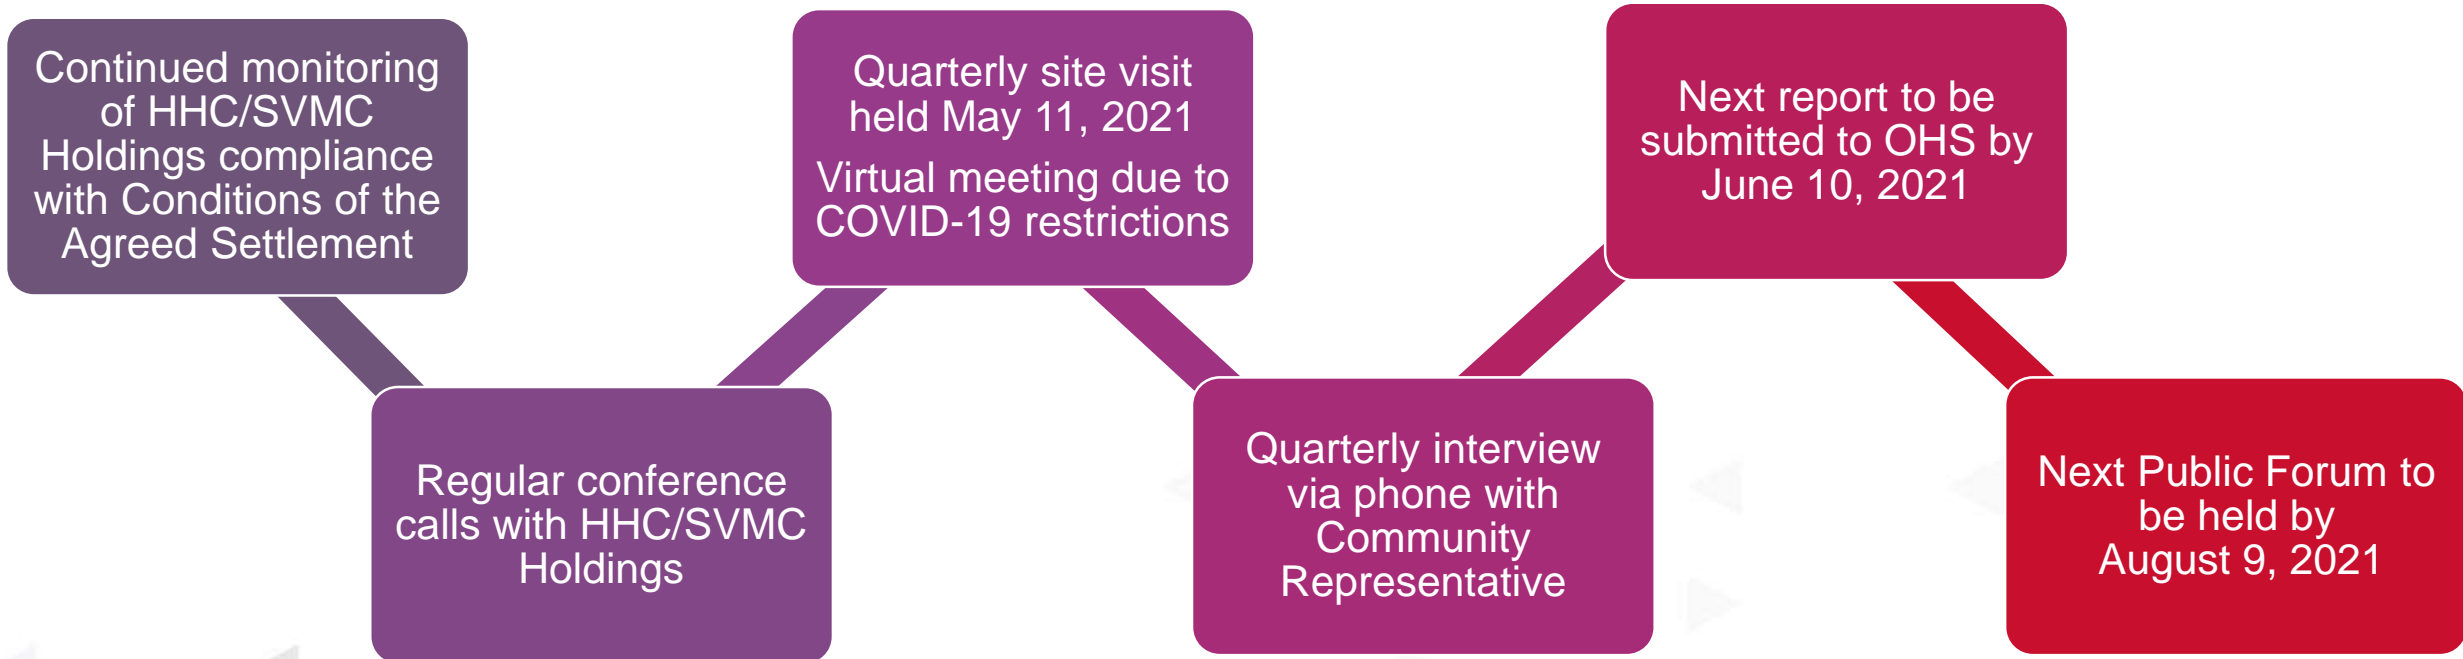 Continued monitoring
of HHC/SVMC
Holdings compliance
with Conditions of the
Agreed Settlement
Regular conference
calls with HHC/SVMC
Holdings
Quarterly site visit
held May 11, 2021
Virtual meeting due to
COVID-19 restrictions
Quarterly interview
via phone with
Community
Representative
Next report to be
submitted to OHS by
June 10, 2021
Next Public Forum to
be held by
August 9, 2021